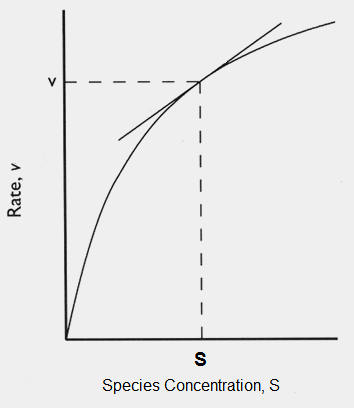 v
Rate, v
S
Species Concentration, S